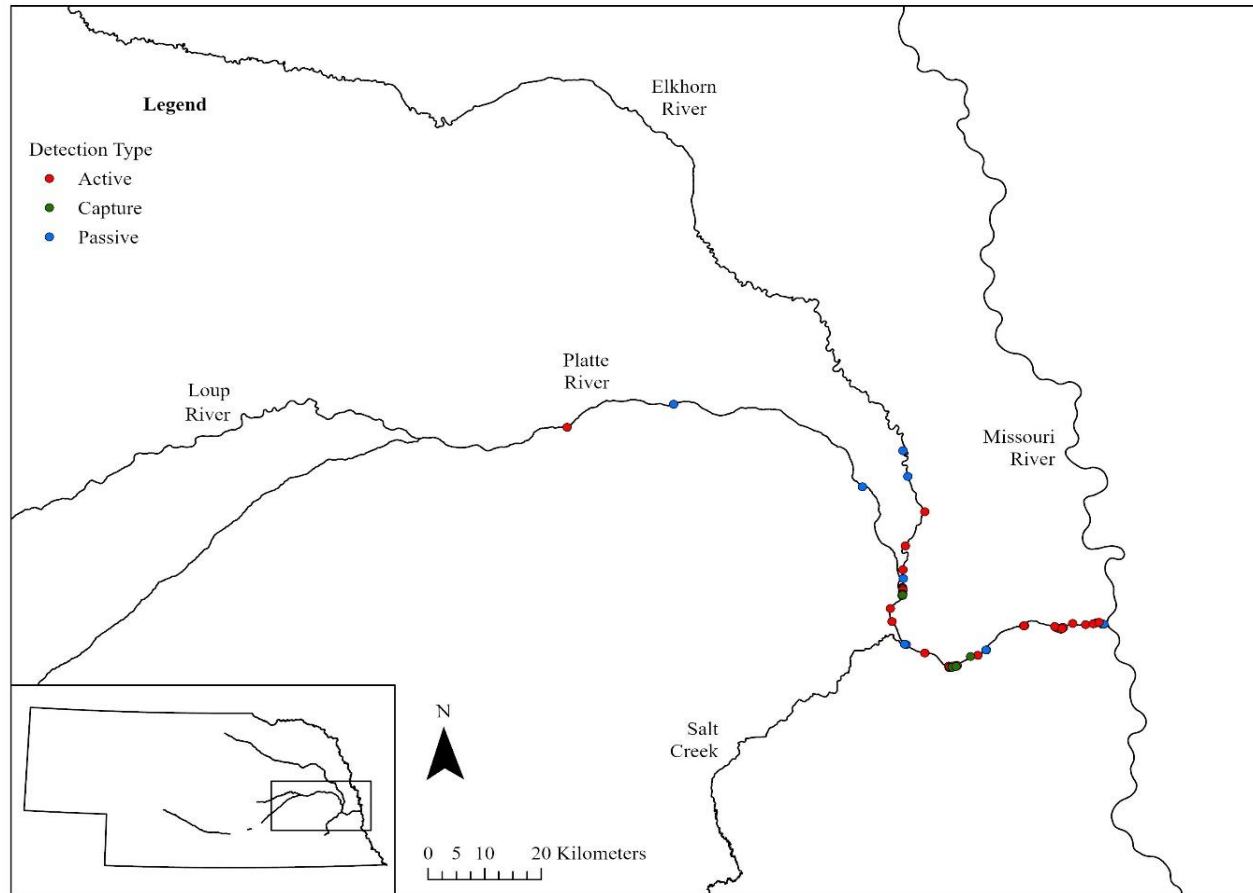 Legend
Detection Type
Active
Capture
Passive
Elkhorn
River
Platte
River
Loup
River
Missouri
River
Salt
Creek
N
0 5 10 20 Kilometers